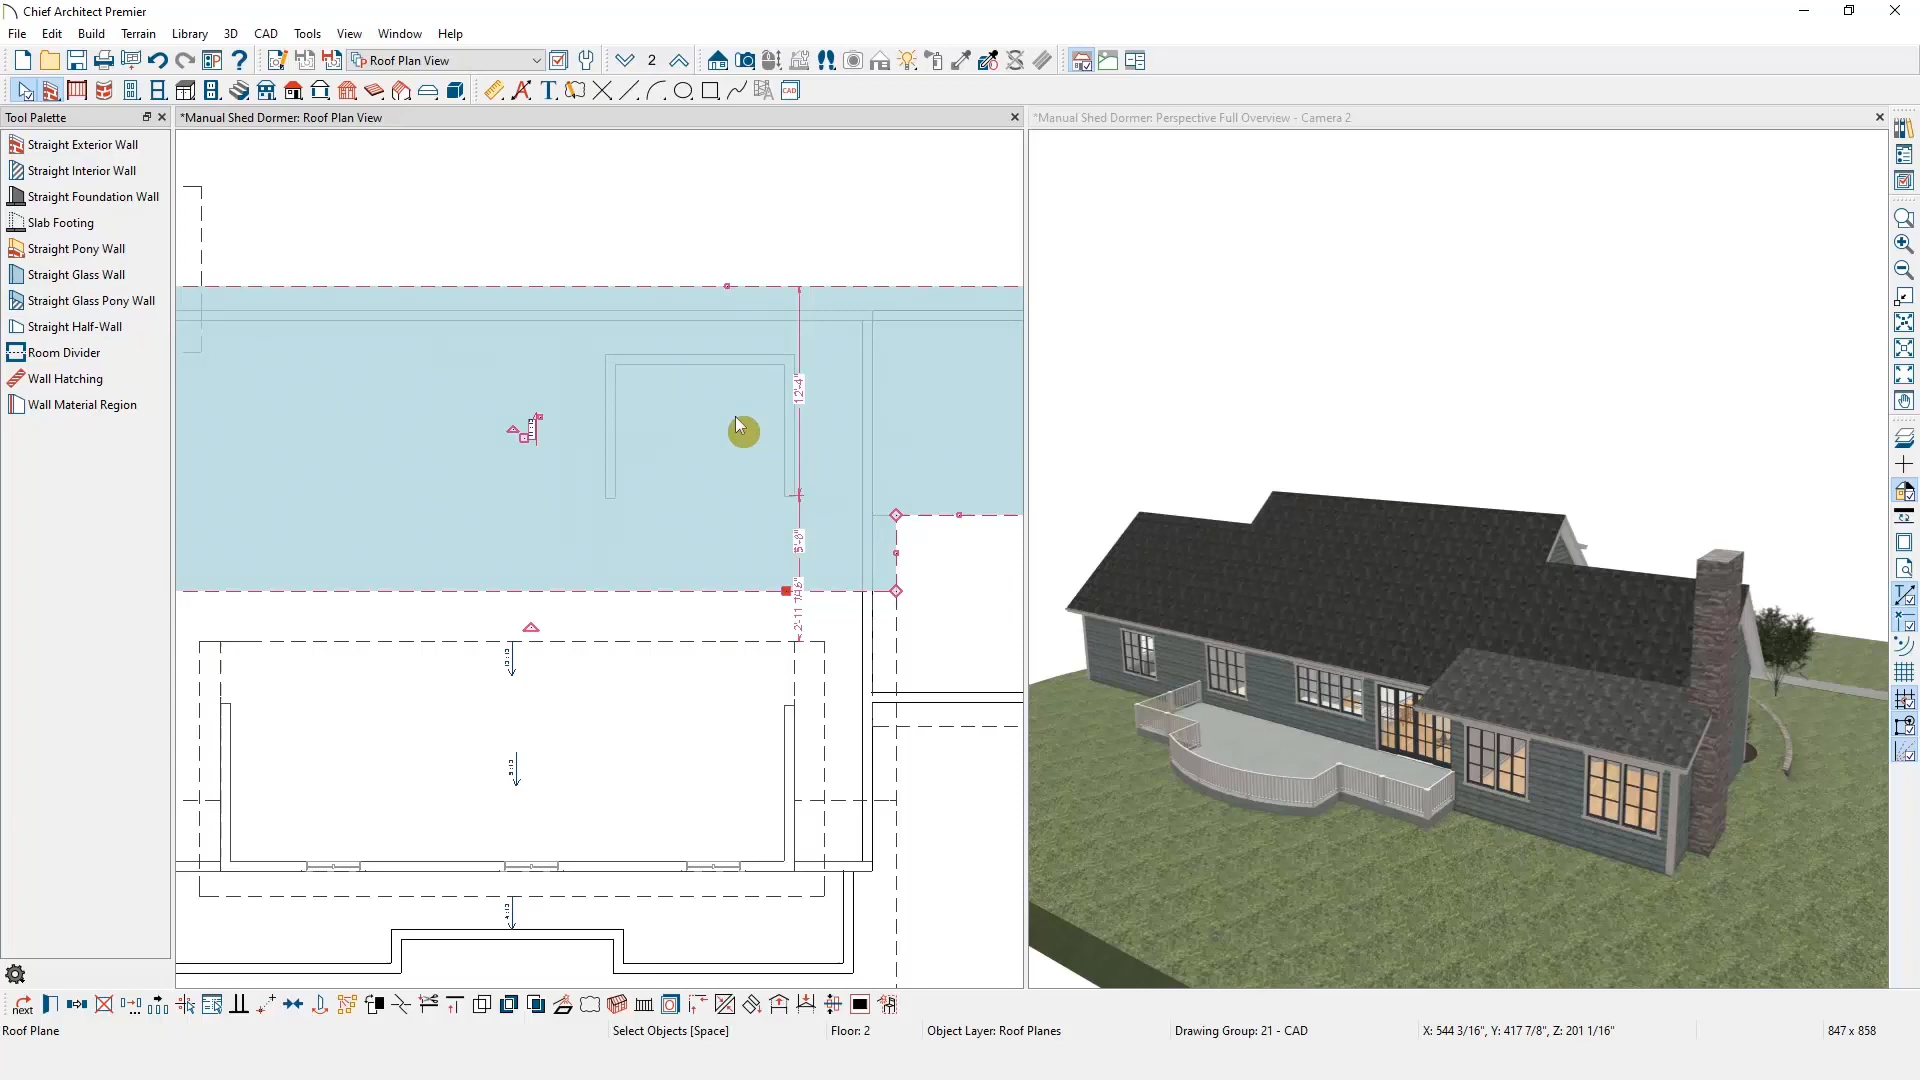 Chief Architect Premier
File Edit Build Terrain Library 3D CAD Tools View Window Help
Roof Plan View
2
CAD
Tool Palette
*Manual Shed Dormer: Roof Plan View
*Manual Shed Dormer: Perspective Full Overview - Camera 2
Straight Exterior Wall
Straight Interior Wall
Straight Foundation Wall
Slab Footing
Straight Pony Wall
Straight Glass Wall
Straight Glass Pony Wall
Straight Half-Wall
Room Divider
Wall Hatching
Wall Material Region
12'-4"
next
Roof Plane
Select Objects [Space]
Floor: 2
Object Layer: Roof Planes
Drawing Group: 21 - CAD
X: 544 3/16", Y: 417 7/8", Z: 201 1/16"
847 x 858